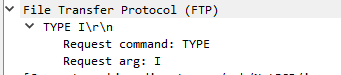 File Transfer Protocol (FTP)
TYPE I\r\n
Request command: TYPE
Request arg: I